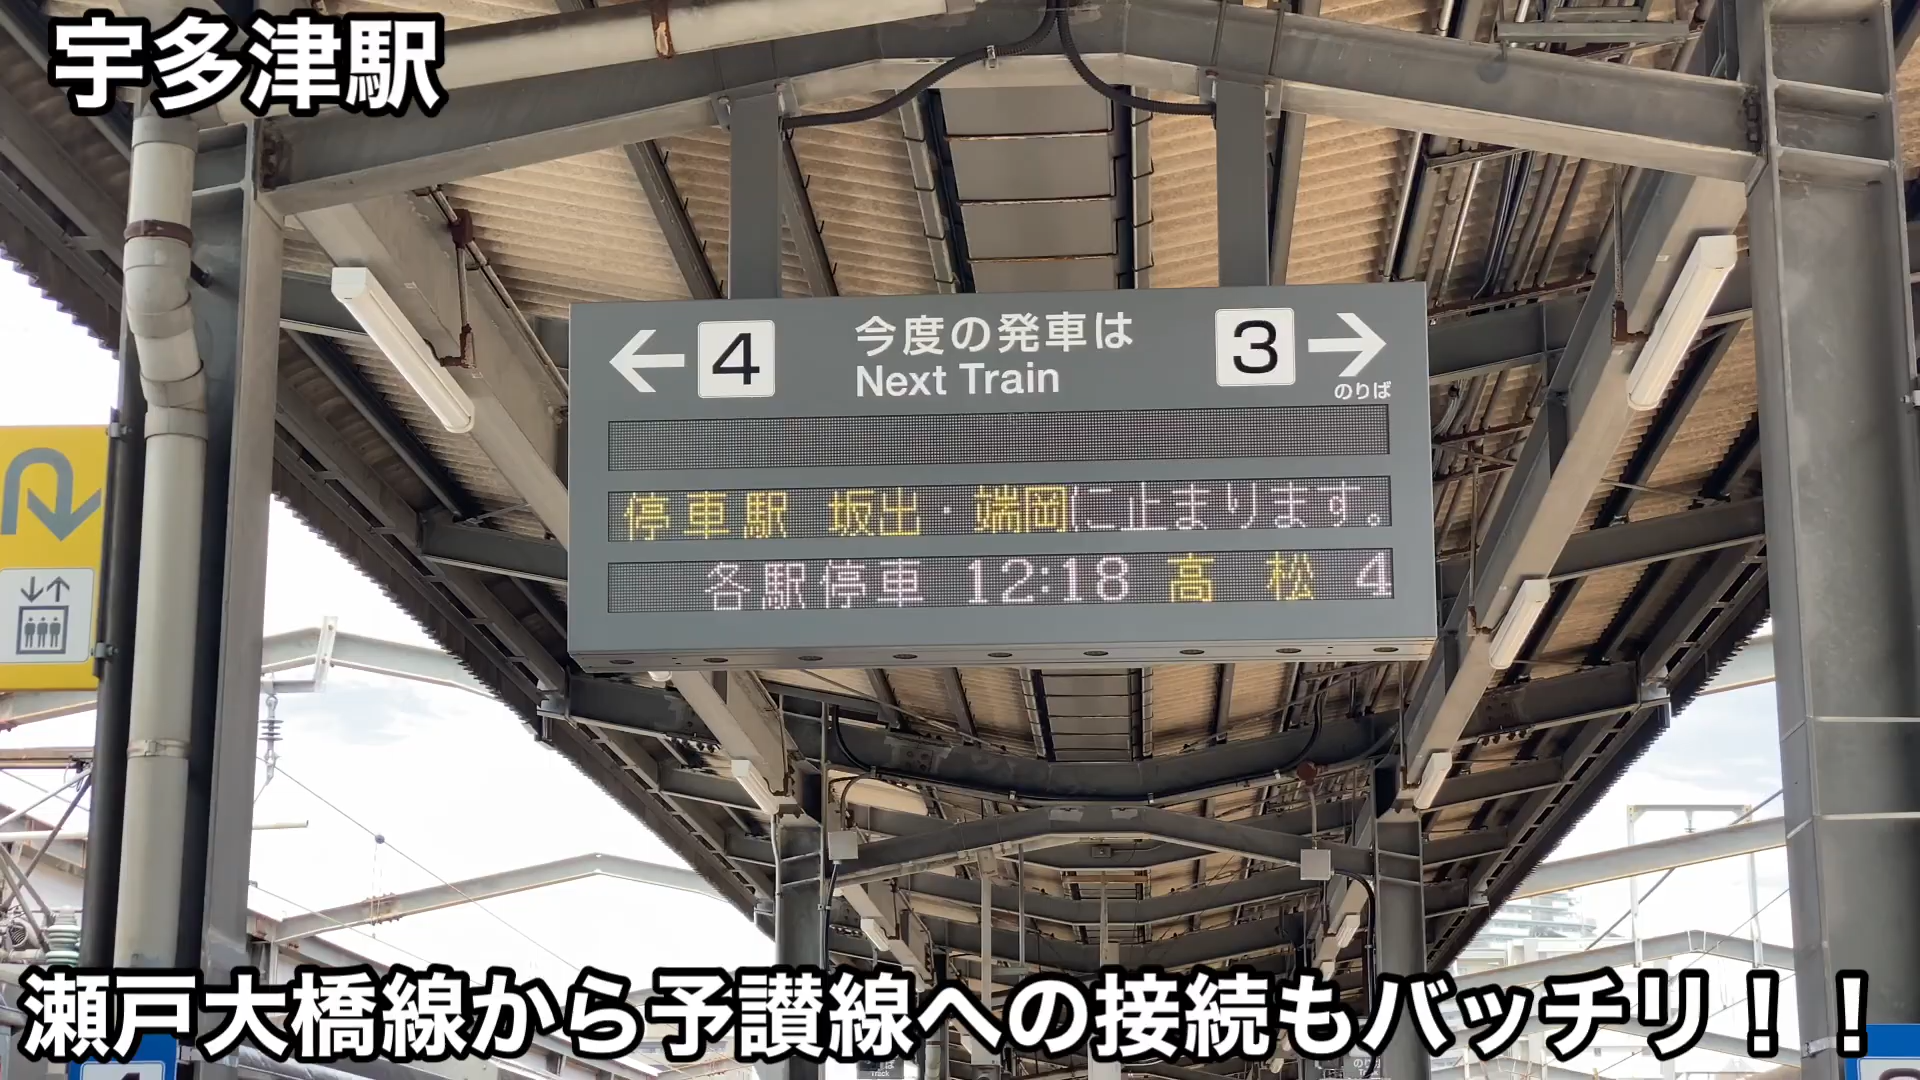 宇多津駅
4
今度の発車は
Next Train
3
のりば
停車駅 坂出・端岡に止まります。
各駅停車 12:18 高松 4
瀬戸大橋線から予讃線への接続もバッチリ！！